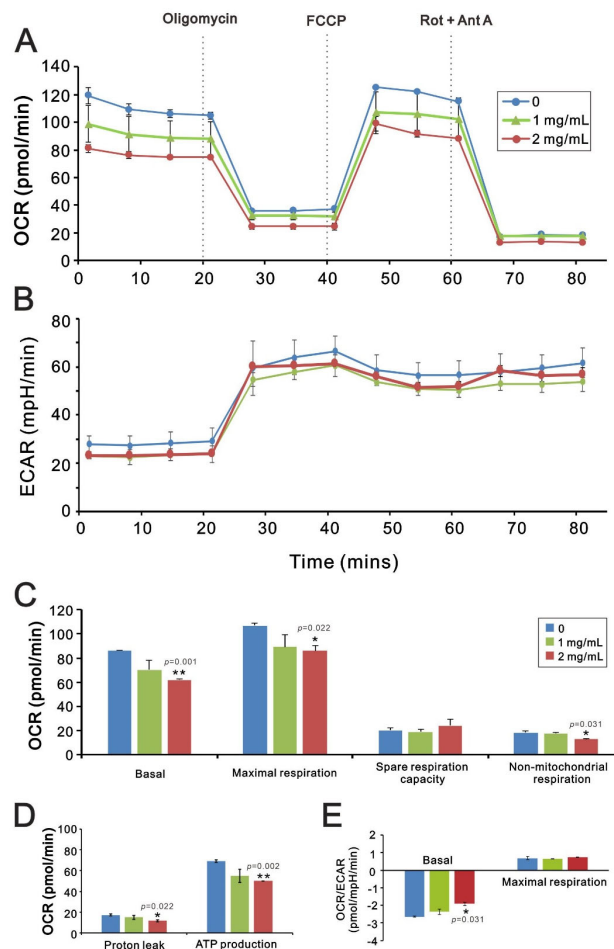 A
Oligomycin FCCP Rot + Ant A
OCR (pmol/min)
140
120
100
80
60
40
20
0
0
1 mg/mL
2 mg/mL
0 10 20 30 40 50 60 70 80
B
ECAR (mpH/min)
80
60
40
20
0
0 10 20 30 40 50 60 70 80
Time (mins)
C
OCR (pmol/min)
120
100
80
60
40
20
0
p=0.001
**
p=0.022
*
p=0.031
*
0
1 mg/mL
2 mg/mL
Basal
Maximal respiration
Spare respiration
capacity
Non-mitochondrial
respiration
D
OCR (pmol/min)
100
80
60
40
20
0
p=0.022
*
p=0.002
**
Proton leak
ATP production
E
OCR/ECAR
(pmol/mpH/min)
2
1
0
-1
-2
-3
-4
Basal
*
p=0.031
Maximal respiration